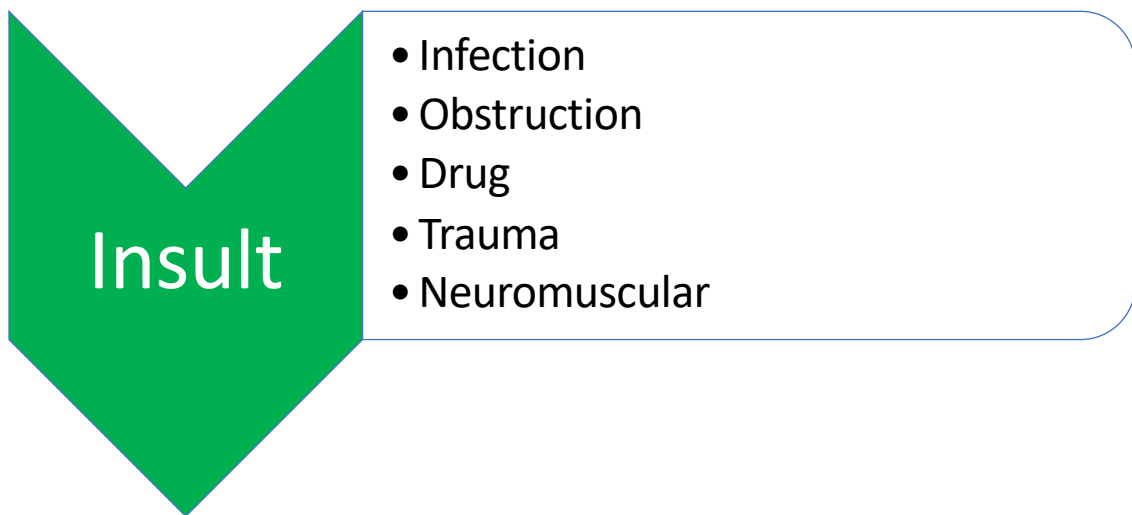 Insult
• Infection
• Obstruction
• Drug
• Trauma
• Neuromuscular